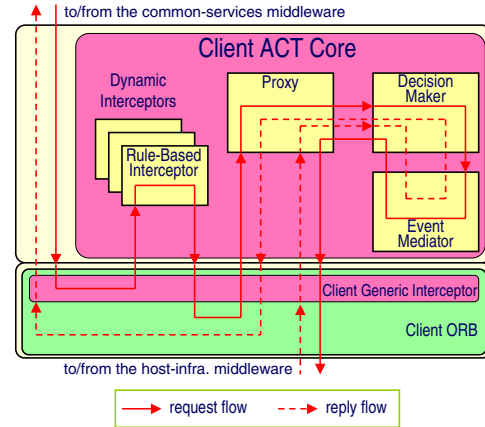 to/from the common-services middleware
Client ACT Core
Dynamic
Interceptors
Proxy
Decision
Maker
Rule-Based
Interceptor
Event
Mediator
Client Generic Interceptor
Client ORB
to/from the host-infra. middleware
request flow
reply flow